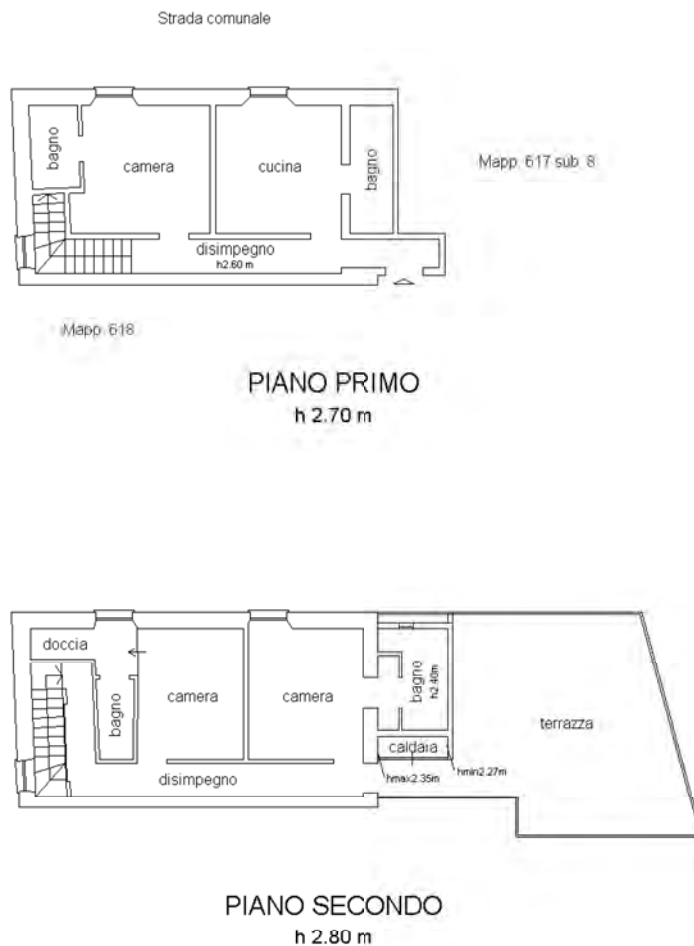 Strada comunale
bagno
camera
cucina
bagno
Mapp. 617 sub. 8
disimpegno
h2.60 m
Mapp. 618
PIANO PRIMO
h 2.70 m
doccia
bagno
camera
camera
bagno
h2.40m
terrazza
caldaia
disimpegno
hmax2.35m
hmin2.27m
PIANO SECONDO
h 2.80 m